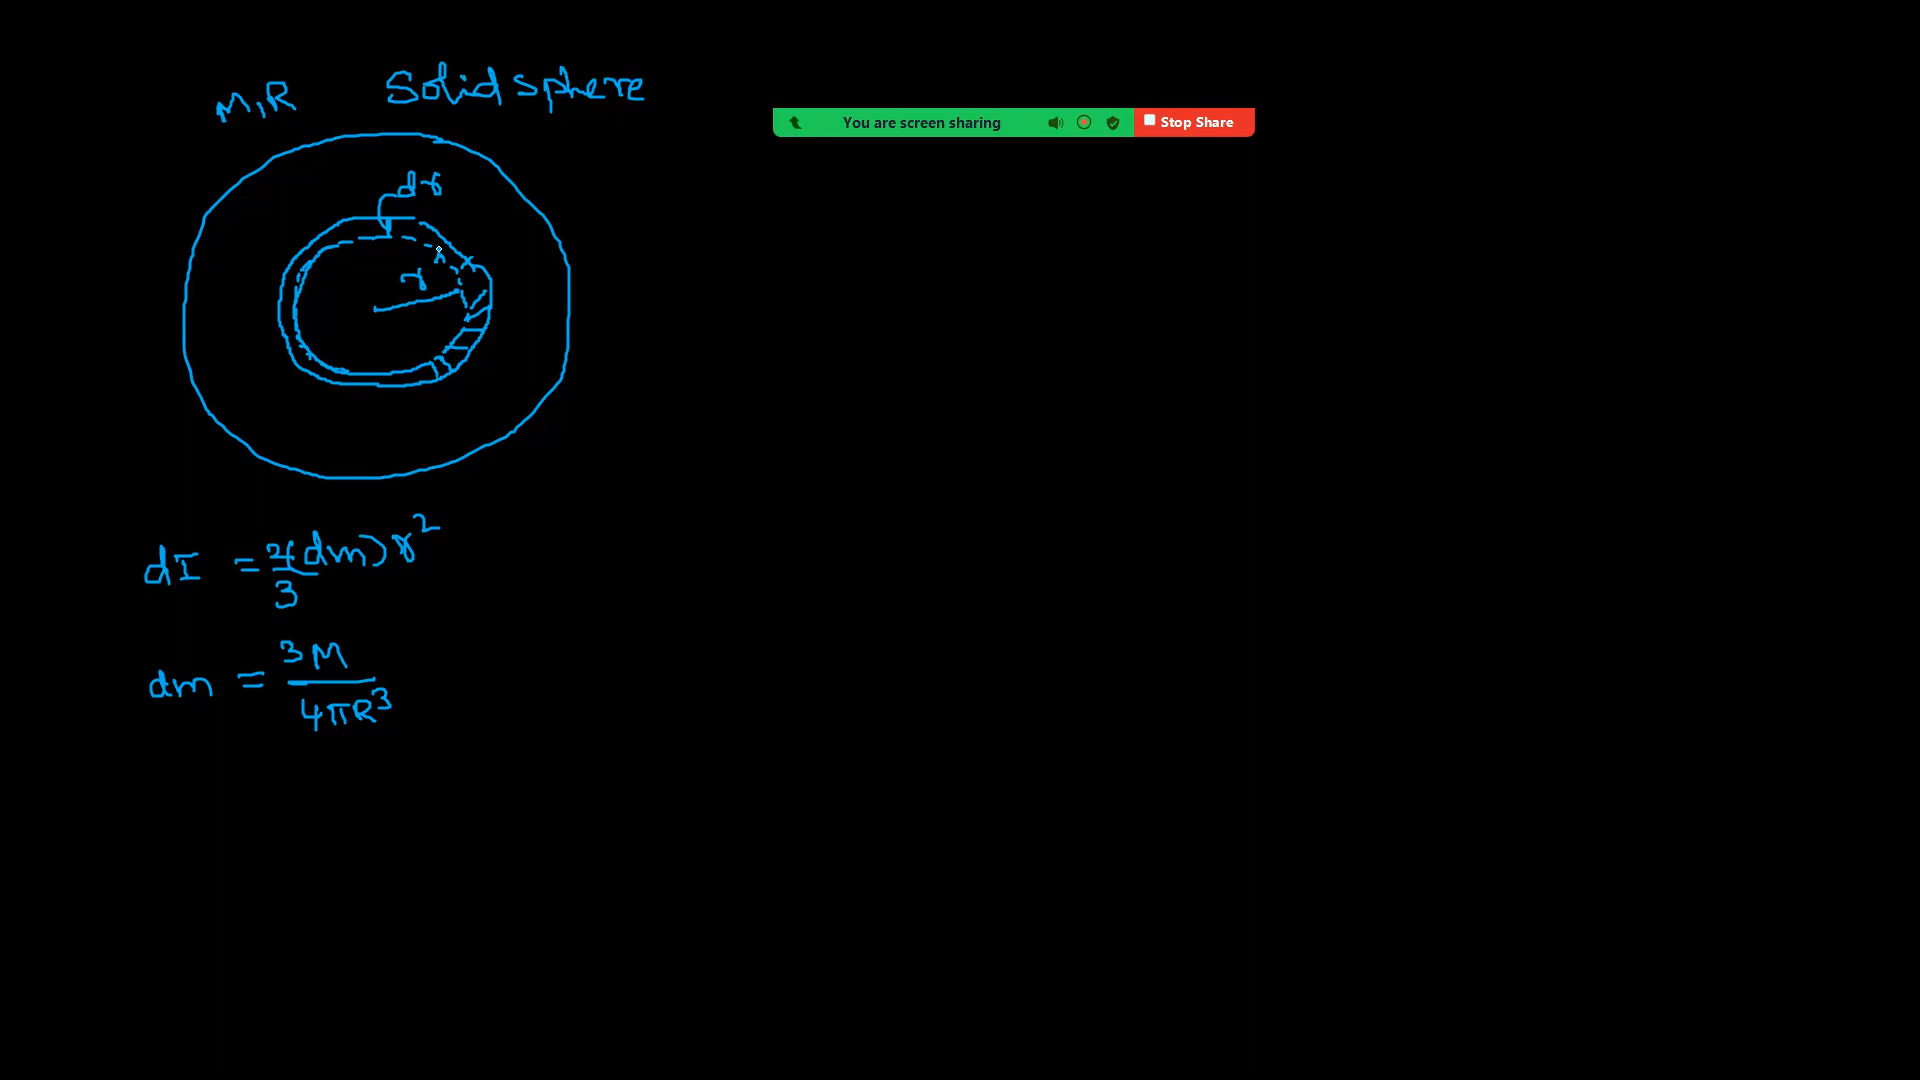 M, R Solid sphere
You are screen sharing Stop Share
dr
r
dI = 2/3 (dm) r²
dm = 3M / 4πR³